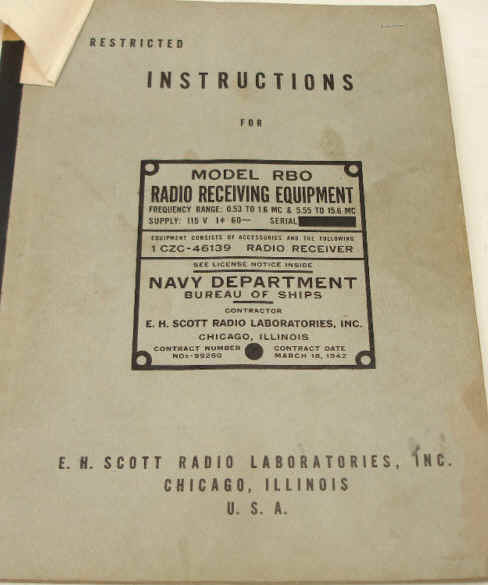 RESTRICTED
INSTRUCTIONS
FOR
MODEL RBO
RADIO RECEIVING EQUIPMENT
FREQUENCY RANGE: 0.53 TO 1.6 MC & 5.55 TO 15.6 MC
SUPPLY: 115 V 1ϕ 60~ SERIAL
EQUIPMENT CONSISTS OF ACCESSORIES AND THE FOLLOWING
1 CZC-46139 RADIO RECEIVER
SEE LICENSE NOTICE INSIDE
NAVY DEPARTMENT
BUREAU OF SHIPS
CONTRACTOR
E. H. SCOTT RADIO LABORATORIES, INC.
CHICAGO, ILLINOIS
CONTRACT NUMBER CONTRACT DATE
NOs-99260 MARCH 18, 1942
E. H. SCOTT RADIO LABORATORIES, INC.
CHICAGO, ILLINOIS
U. S. A.